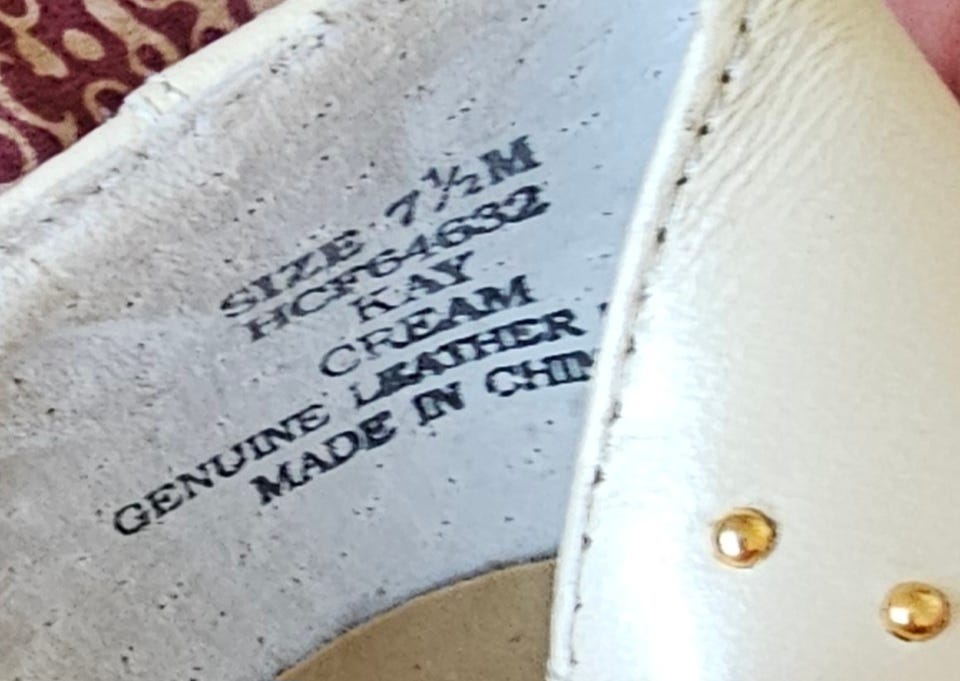 SIZE 7½M
HCF64632
KAY
CREAM
GENUINE LEATHER
MADE IN CHIN